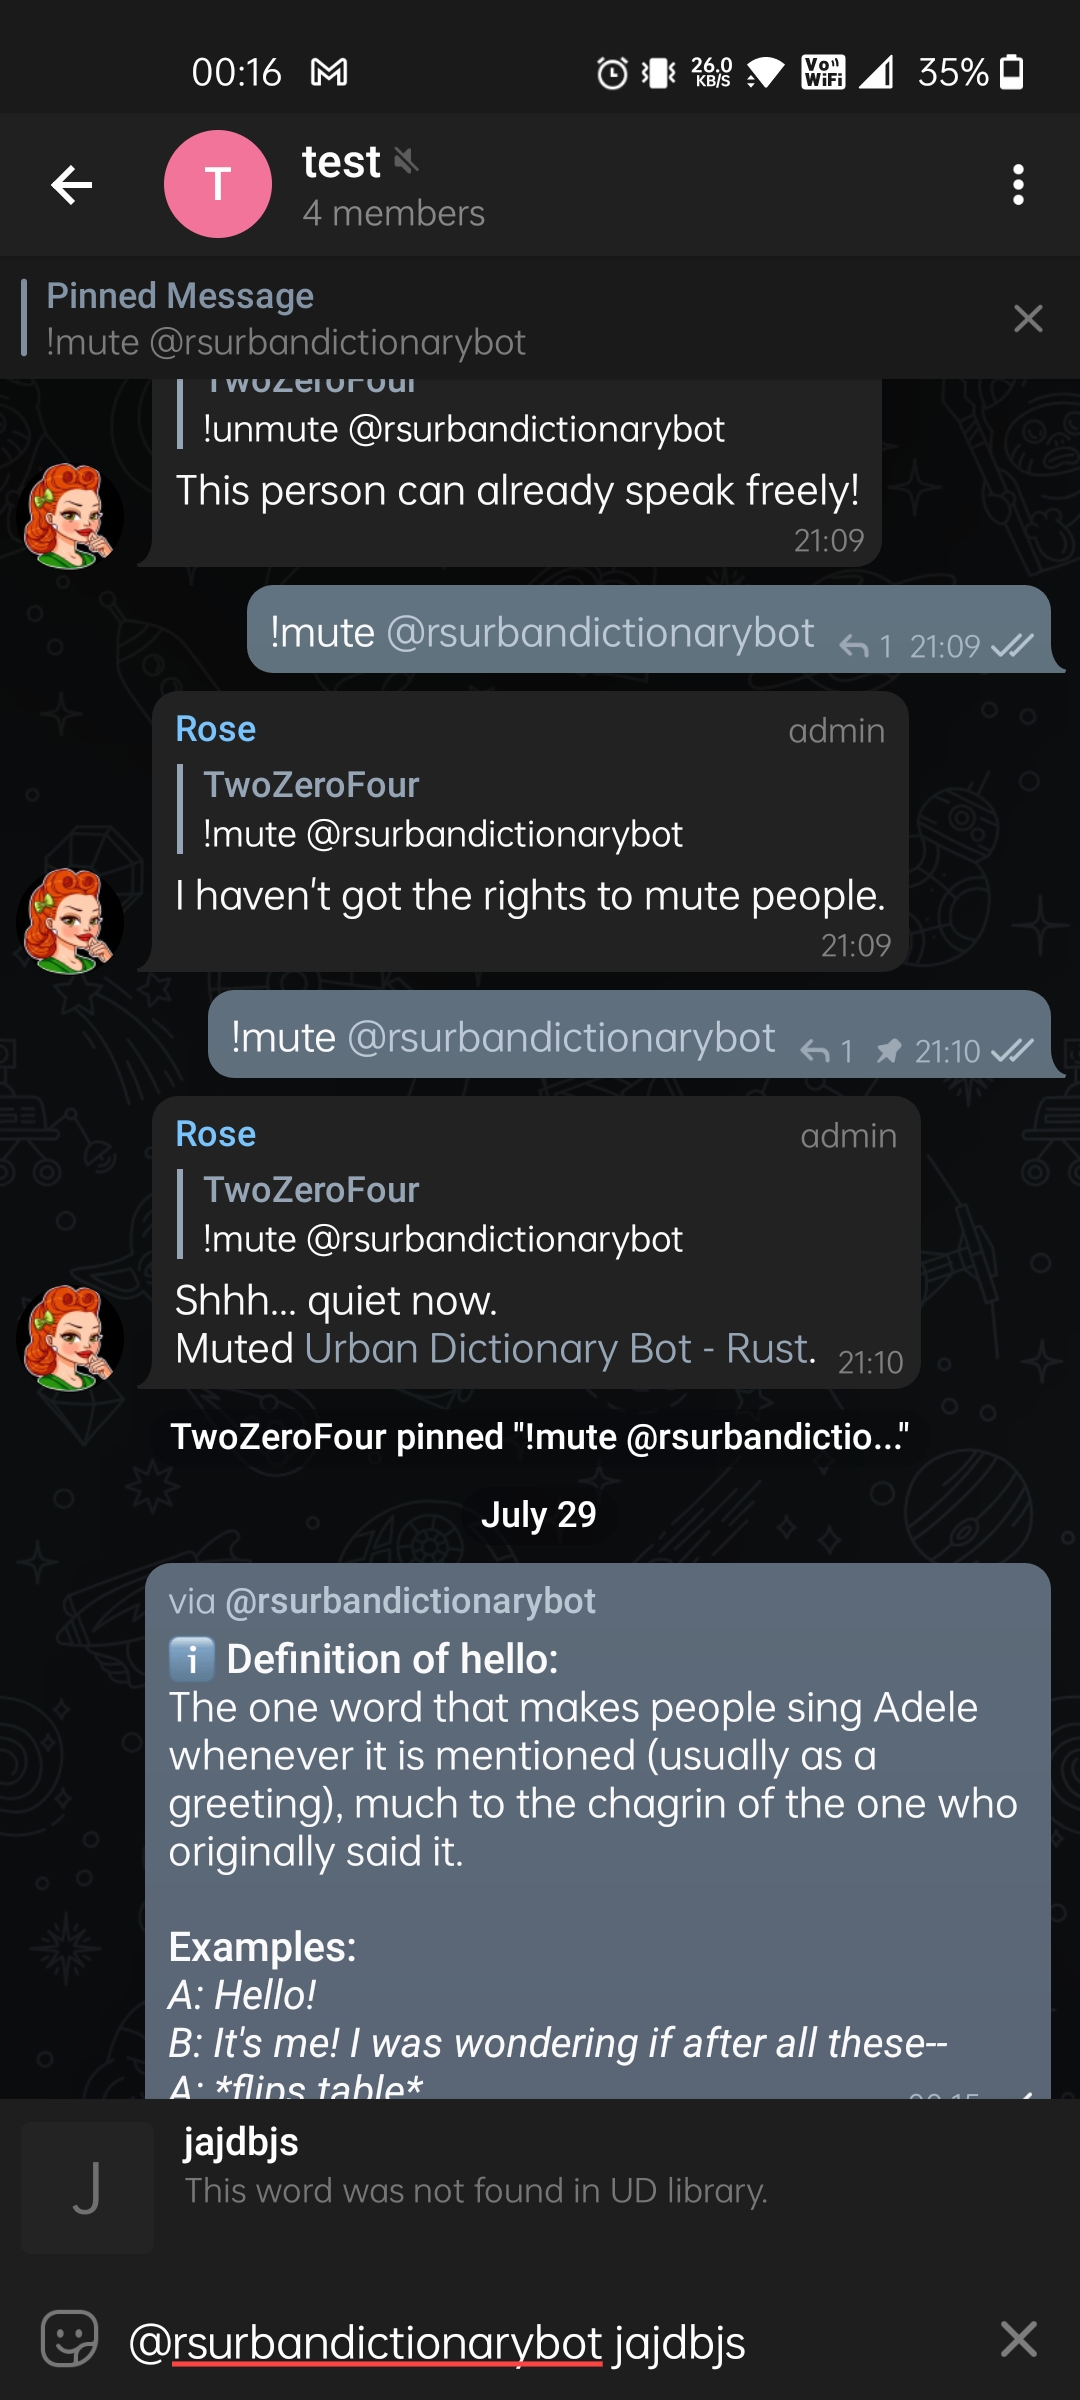 00:16
26.0
KB/S
Vo
WiFi
35%
T
test
4 members
Pinned Message
!mute @rsurbandictionarybot
TwoZeroFour
!unmute @rsurbandictionarybot
This person can already speak freely!
21:09
!mute @rsurbandictionarybot 1 21:09
Rose admin
TwoZeroFour
!mute @rsurbandictionarybot
I haven't got the rights to mute people.
21:09
!mute @rsurbandictionarybot 1 21:10
Rose admin
TwoZeroFour
!mute @rsurbandictionarybot
Shhh... quiet now.
Muted Urban Dictionary Bot - Rust. 21:10
TwoZeroFour pinned "!mute @rsurbandictio..."
July 29
via @rsurbandictionarybot
ℹ️ Definition of hello:
The one word that makes people sing Adele
whenever it is mentioned (usually as a
greeting), much to the chagrin of the one who
originally said it.
Examples:
A: Hello!
B: It's me! I was wondering if after all these--
A: *flips table*
J
jajdbjs
This word was not found in UD library.
@rsurbandictionarybot jajdbjs